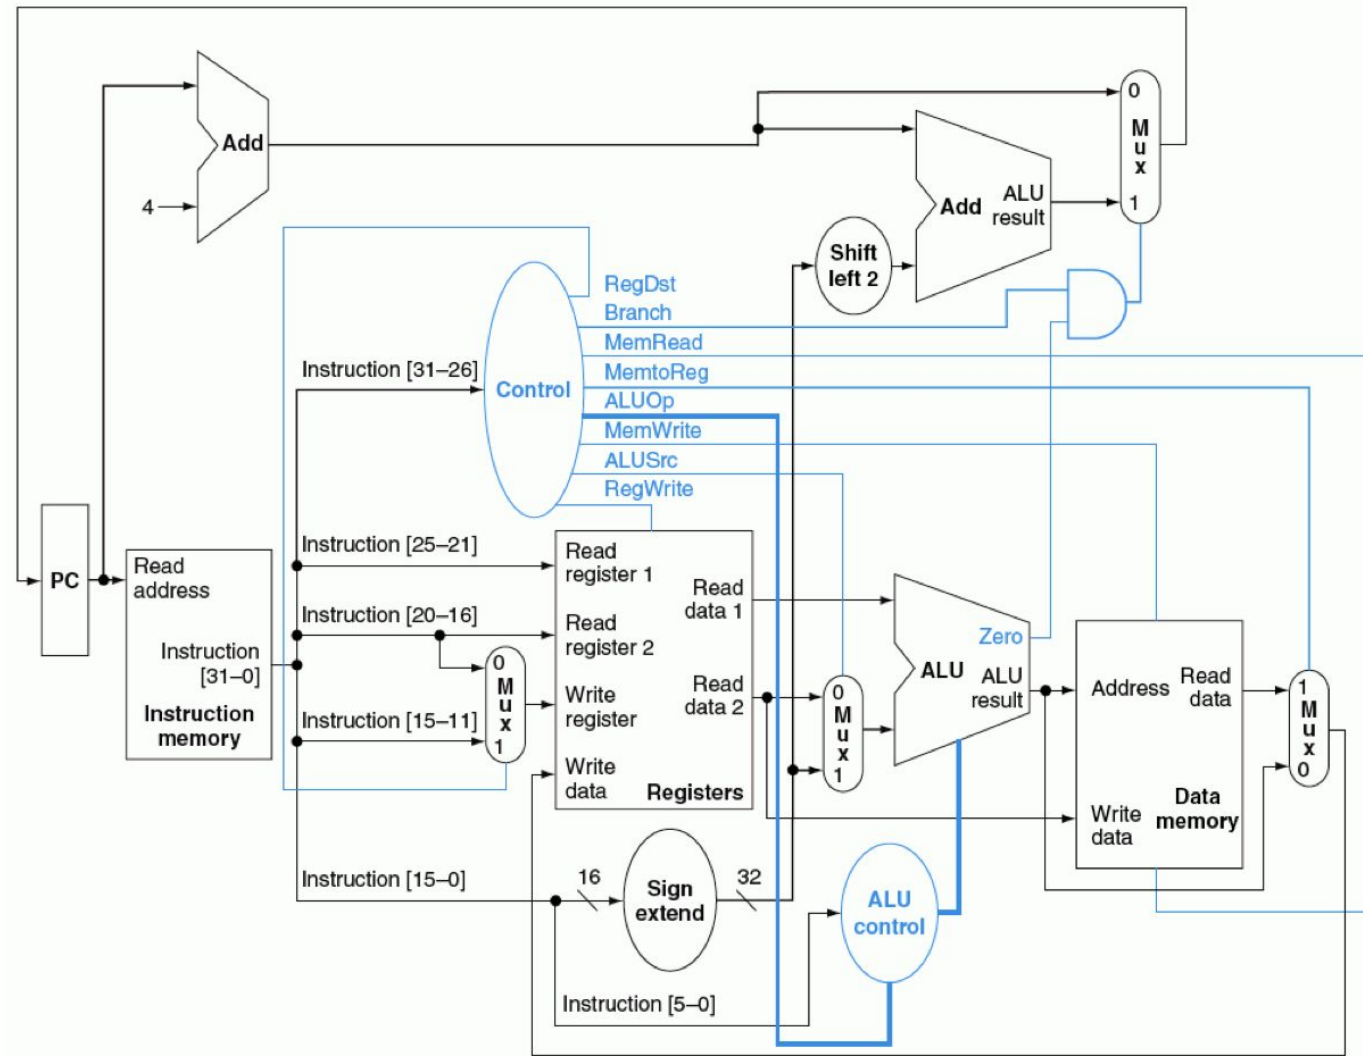 Add
4
0
M
u
x
1
Add
ALU
result
Shift
left 2
RegDst
Branch
MemRead
MemtoReg
ALUOp
MemWrite
ALUSrc
RegWrite
Control
Instruction [31–26]
Instruction [25–21]
Instruction [20–16]
Instruction [15–11]
Instruction [15–0]
Instruction [5–0]
PC
Read
address
Instruction
[31–0]
Instruction
memory
0
M
u
x
1
Read
register 1
Read
register 2
Write
register
Write
data
Read
data 1
Read
data 2
Registers
0
M
u
x
1
Zero
ALU
ALU
result
Address
Read
data
Write
data
Data
memory
1
M
u
x
0
16
Sign
extend
32
ALU
control